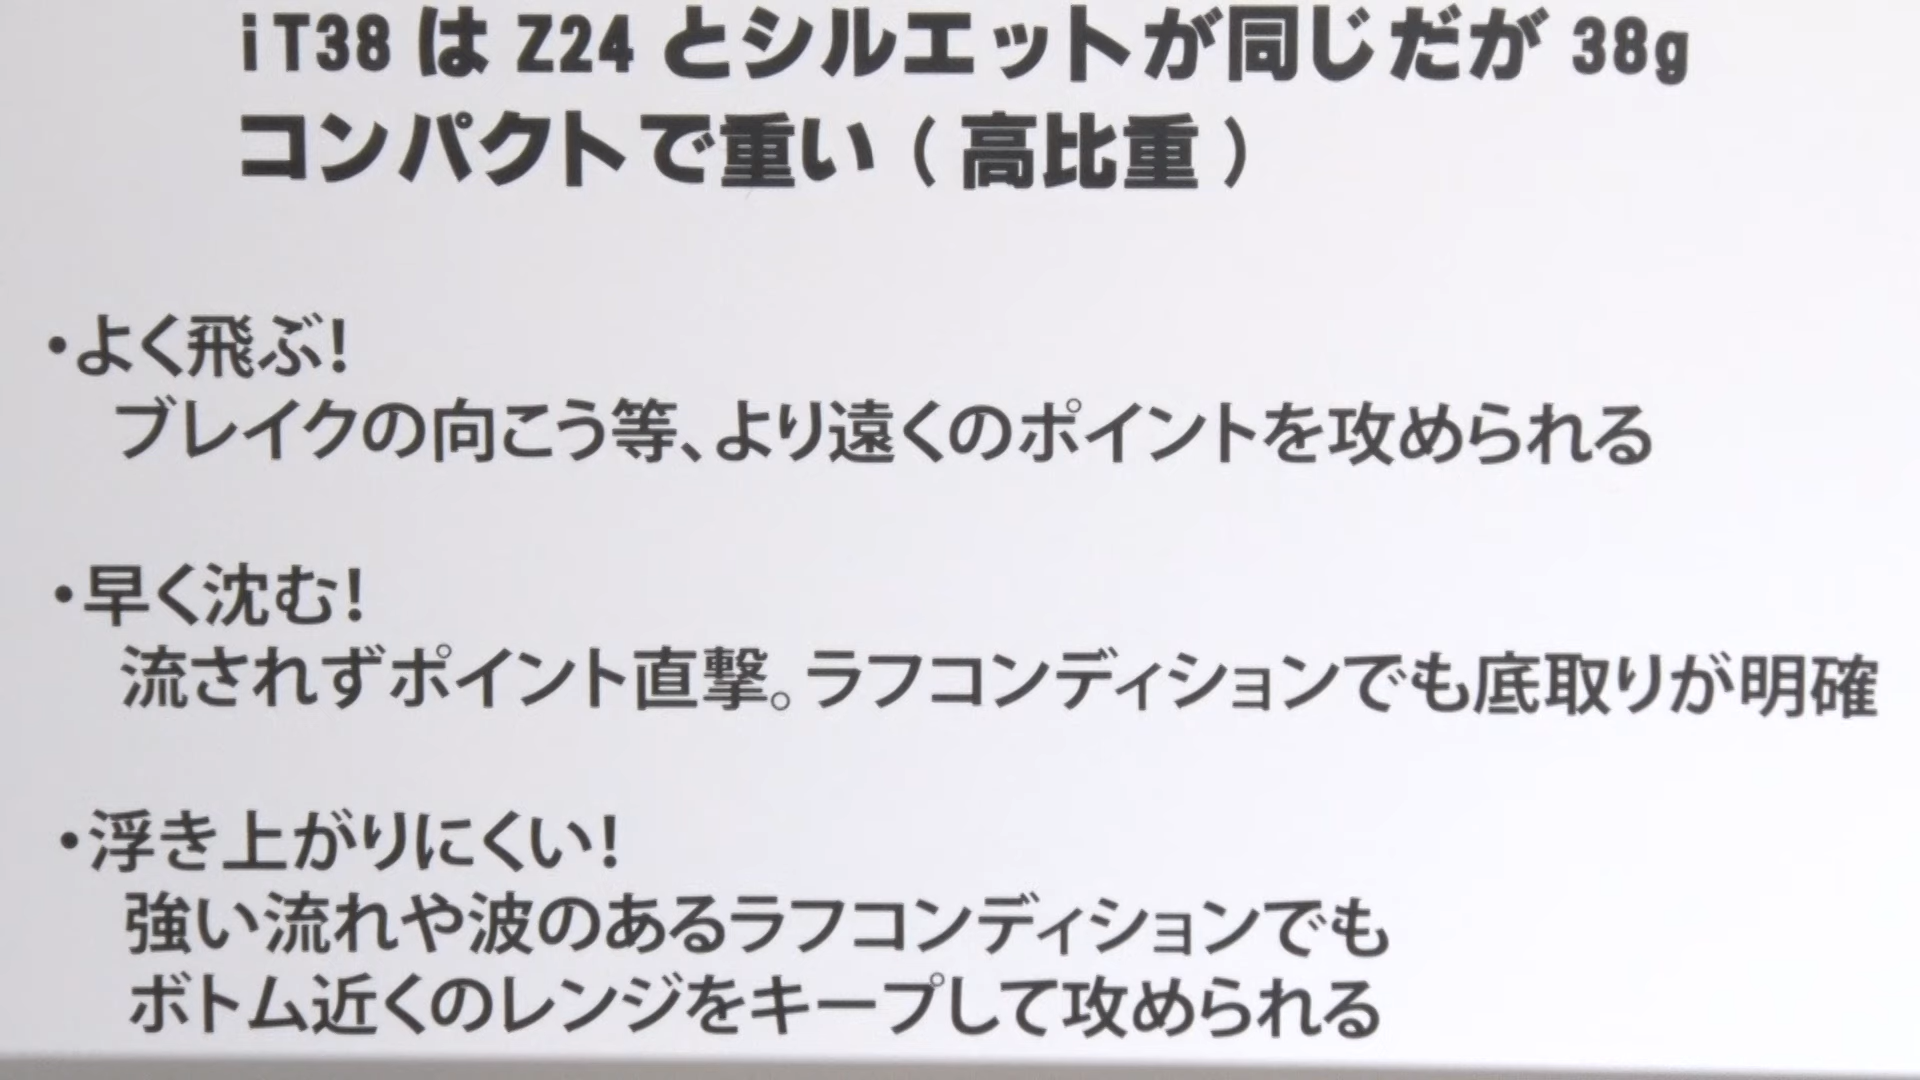 iT38 は Z24 とシルエットが同じだが 38g
コンパクトで重い ( 高比重 )
・よく飛ぶ!
ブレイクの向こう等、より遠くのポイントを攻められる
・早く沈む!
流されずポイント直撃。ラフコンディションでも底取りが明確
・浮き上がりにくい!
強い流れや波のあるラフコンディションでも
ボトム近くのレンジをキープして攻められる